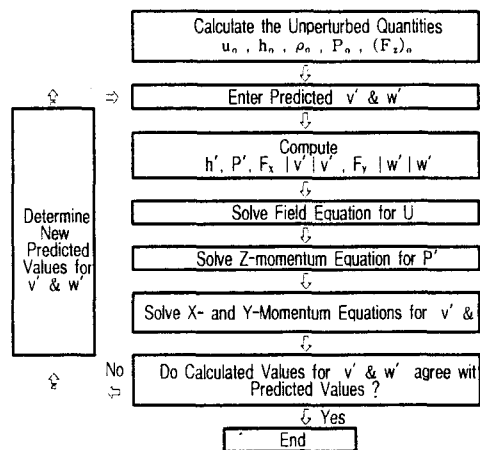 Calculate the Unperturbed Quantities
uₒ , hₒ , ρₒ , Pₒ , (F_z)ₒ
Enter Predicted v' & w'
Compute
h', P', Fₓ |v'|v' , F_y |w'|w'
Determine
New
Predicted
Values for
v' & w'
Solve Field Equation for U
Solve Z-momentum Equation for P'
Solve X- and Y-Momentum Equations for v' &
No
Do Calculated Values for v' & w' agree wit
Predicted Values ?
Yes
End